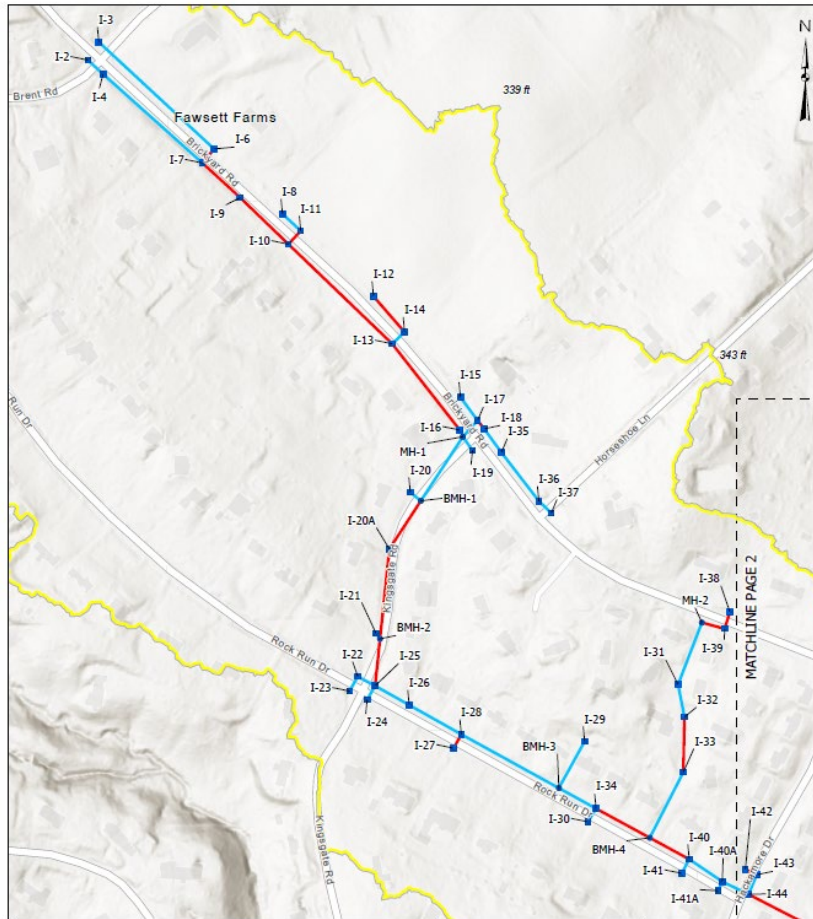 I-3
N
I-2
I-4
339 ft
Brent Rd
Fawsett Farms
I-6
Brickyard Rd
I-7
I-8
I-9
I-11
I-10
I-12
I-14
I-13
343 ft
I-15
I-17
Brickyard Rd
I-18
I-35
I-16
Horseshoe Ln
Run Dr
MH-1
I-19
I-36
I-20
I-37
BMH-1
I-20A
Kingsgate Rd
I-38
I-21
MH-2
BMH-2
I-39
MATCHLINE PAGE 2
Rock Run Dr
I-22
I-25
I-31
I-23
I-26
I-24
I-32
I-28
I-29
I-27
BMH-3
I-33
Rock Run Dr
I-34
I-30
Kingsgate Rd
BMH-4
I-40
I-42
I-40A
I-43
I-41
Hackamore Dr
I-44
I-41A